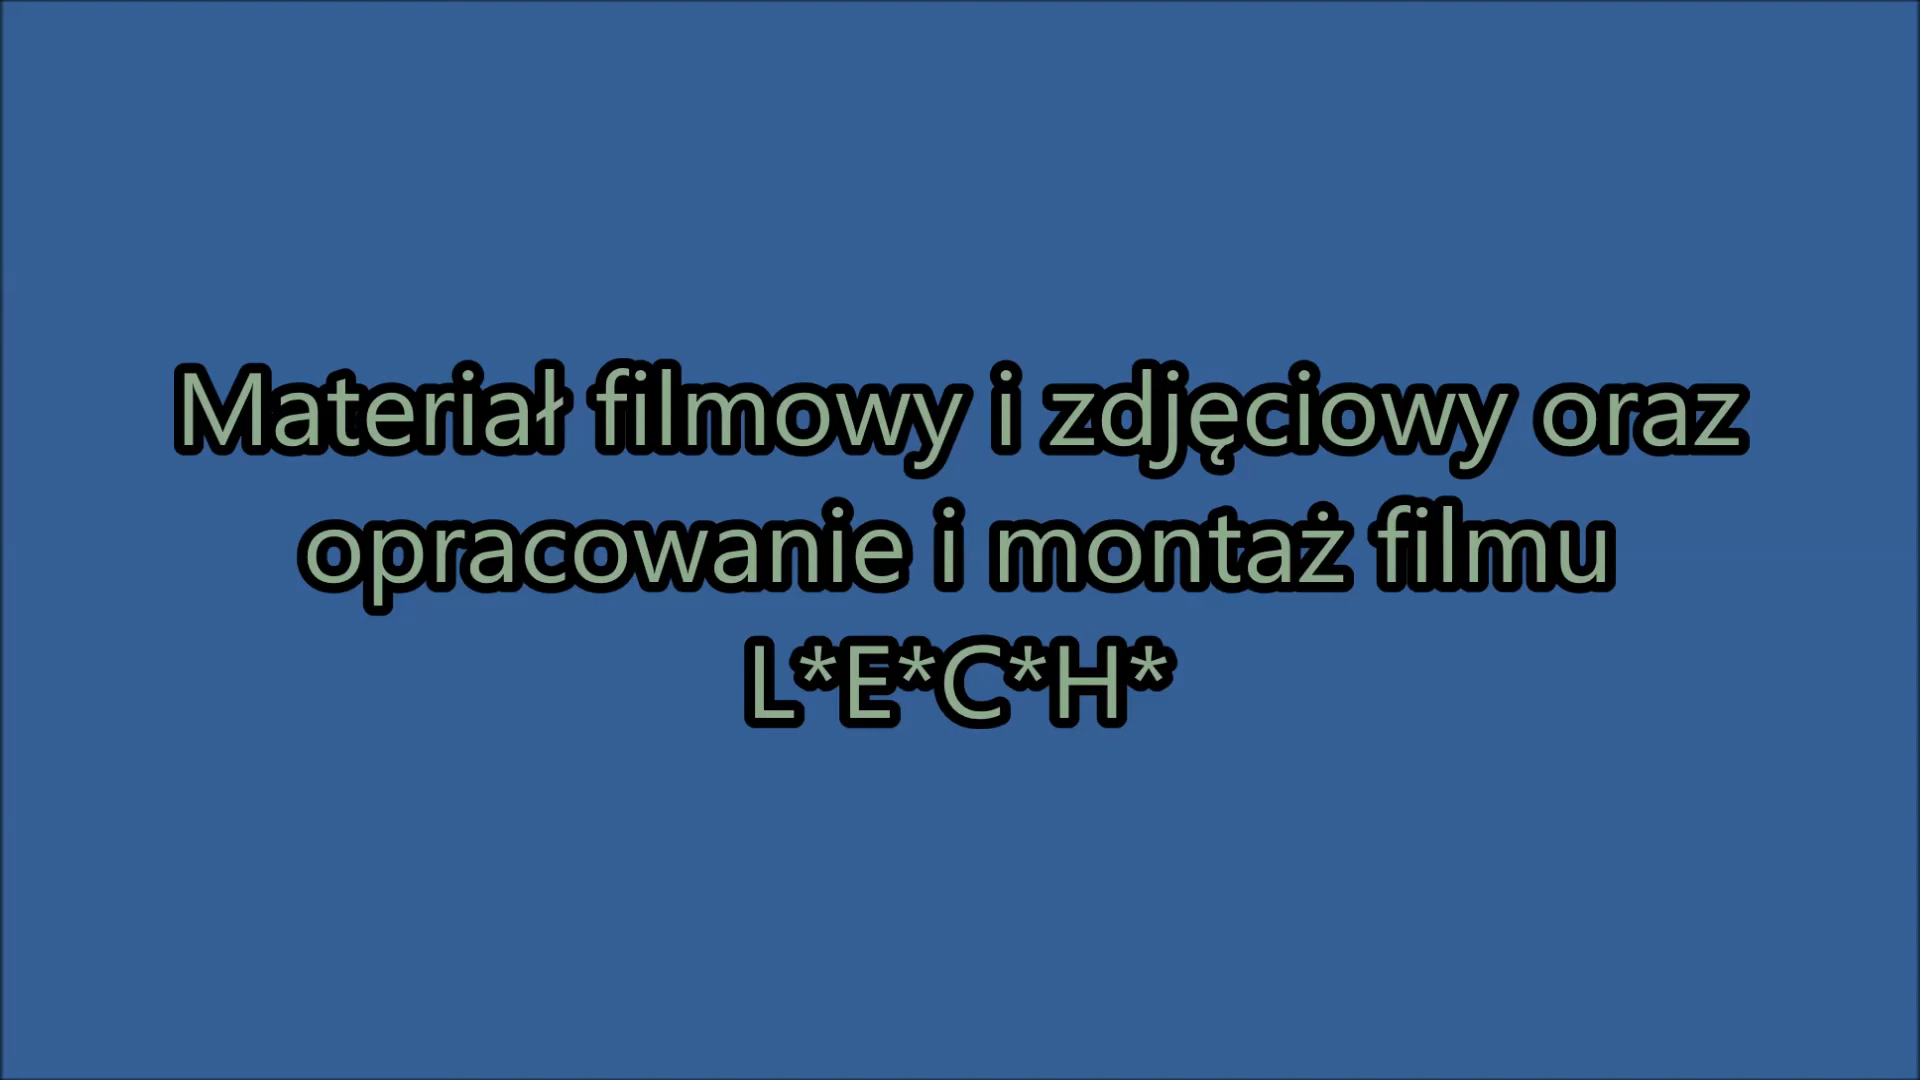 Materiał filmowy i zdjęciowy oraz
opracowanie i montaż filmu
L*E*C*H*